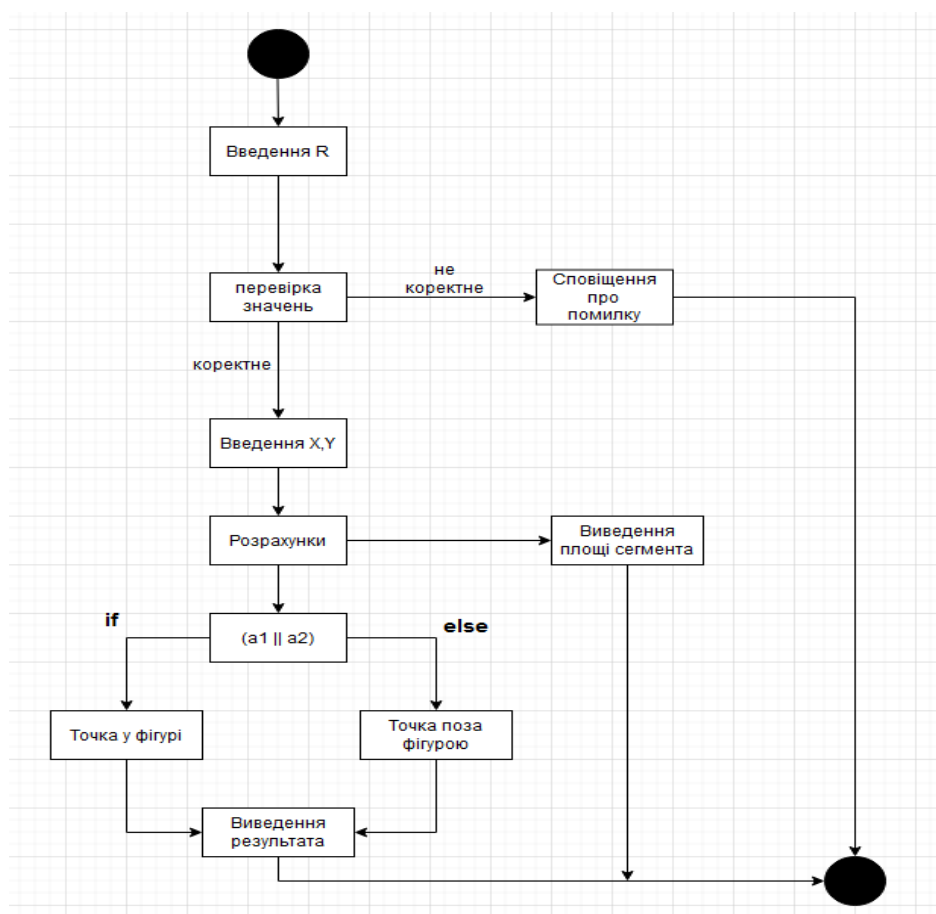 Введення R
перевірка
значень
не
коректне
Сповіщення
про
помилку
коректне
Введення X,Y
Розрахунки
Виведення
площі сегмента
if
(a1 || a2)
else
Точка у фігурі
Точка поза
фігурою
Виведення
результата